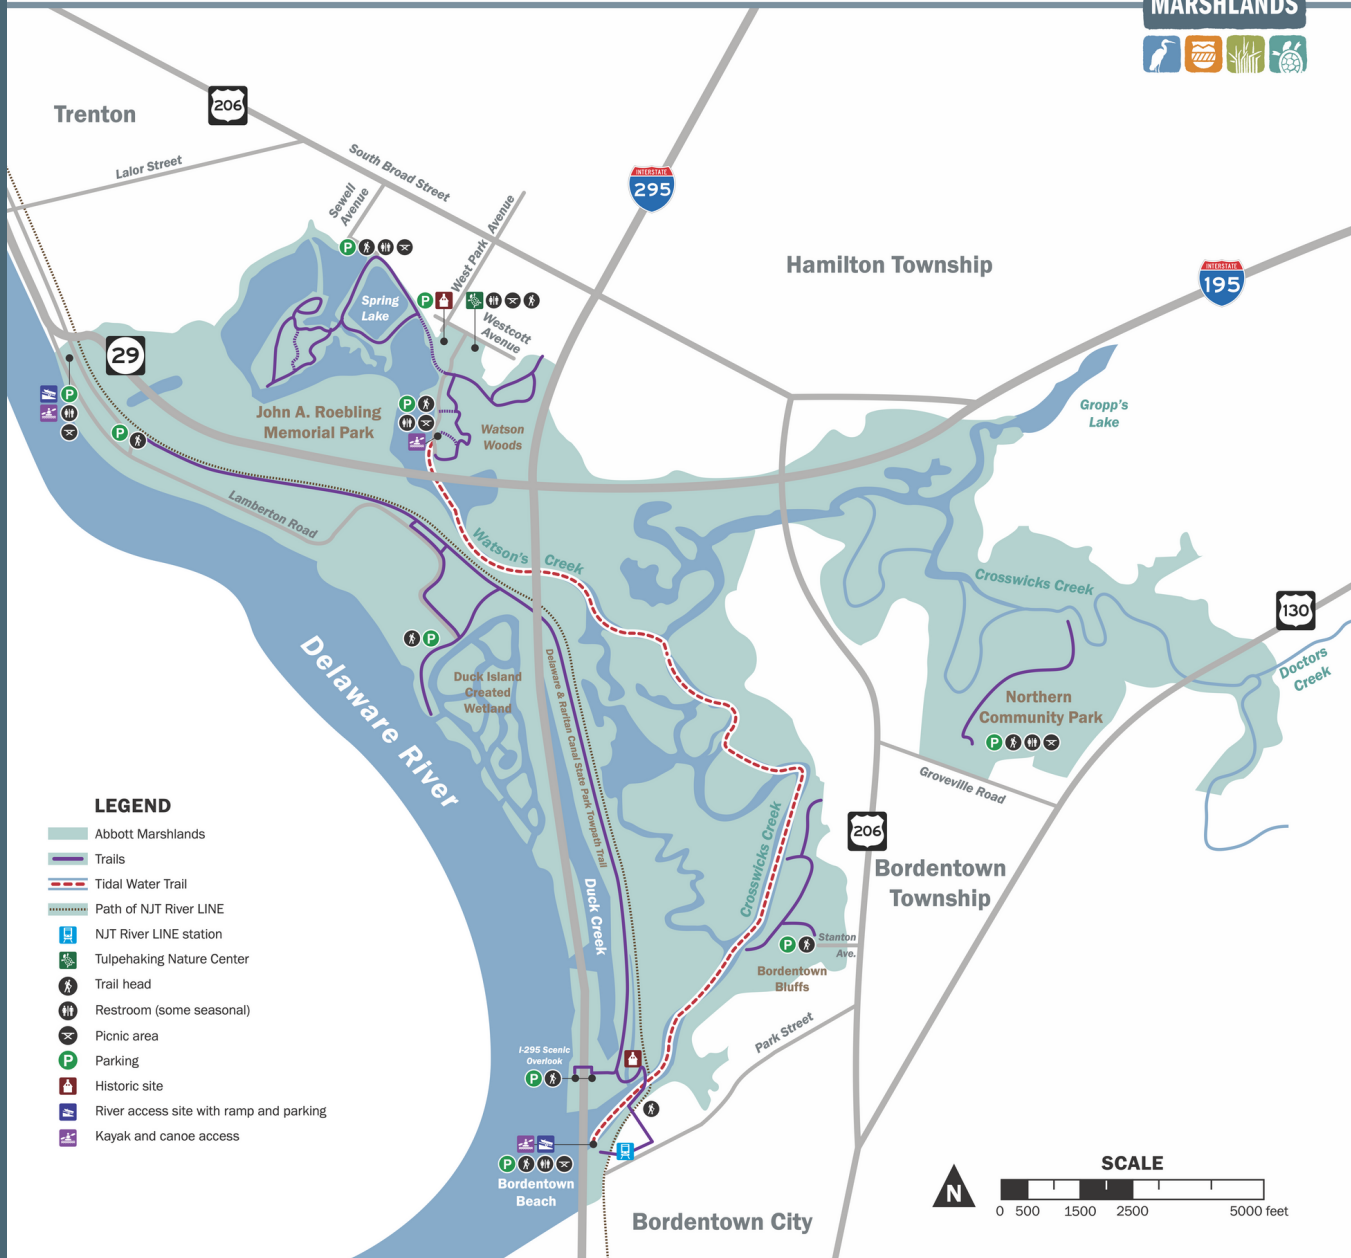 MARSHLANDS
Trenton
206
Lalor Street
South Broad Street
Sewell
Avenue
West Park Avenue
INTERSTATE
295
Hamilton Township
INTERSTATE
195
P
Spring
Lake
P
Westcott
Avenue
29
P
P
John A. Roebling
Memorial Park
P
Watson
Woods
Gropp's
Lake
Lamberton Road
Watson's Creek
Crosswicks Creek
130
Doctors
Creek
P
Delaware River
Duck Island
Created
Wetland
Delaware & Raritan Canal State Park Towpath Trail
Northern
Community Park
P
Groveville Road
206
Bordentown
Township
Crosswicks Creek
Duck Creek
P
Stanton
Ave.
Bordentown
Bluffs
Park Street
I-295 Scenic
Overlook
P
P
Bordentown
Beach
Bordentown City
LEGEND
Abbott Marshlands
Trails
Tidal Water Trail
Path of NJT River LINE
NJT River LINE station
Tulpehaking Nature Center
Trail head
Restroom (some seasonal)
Picnic area
P Parking
Historic site
River access site with ramp and parking
Kayak and canoe access
N
SCALE
0 500 1500 2500 5000 feet